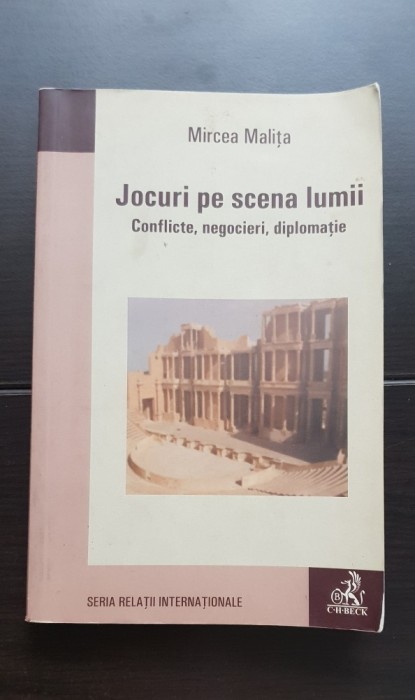 Mircea Malița
Jocuri pe scena lumii
Conflicte, negocieri, diplomație
SERIA RELAȚII INTERNAȚIONALE
B
C·H·BECK